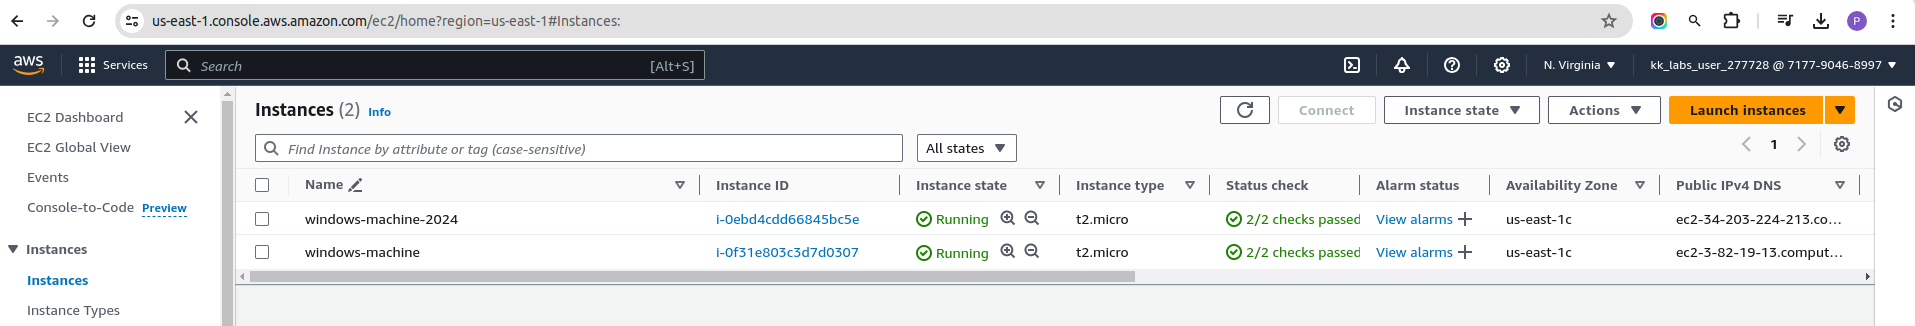 us-east-1.console.aws.amazon.com/ec2/home?region=us-east-1#Instances:
P
aws
Services
Search
[Alt+S]
N. Virginia
kk_labs_user_277728 @ 7177-9046-8997
EC2 Dashboard
EC2 Global View
Events
Console-to-Code Preview
Instances
Instances
Instance Types
Instances (2) Info
Connect
Instance state
Actions
Launch instances
Find Instance by attribute or tag (case-sensitive)
All states
1
Name Instance ID Instance state Instance type Status check Alarm status Availability Zone Public IPv4 DNS
windows-machine-2024 i-0ebd4cdd66845bc5e Running t2.micro 2/2 checks passed View alarms + us-east-1c ec2-34-203-224-213.co...
windows-machine i-0f31e803c3d7d0307 Running t2.micro 2/2 checks passed View alarms + us-east-1c ec2-3-82-19-13.comput...